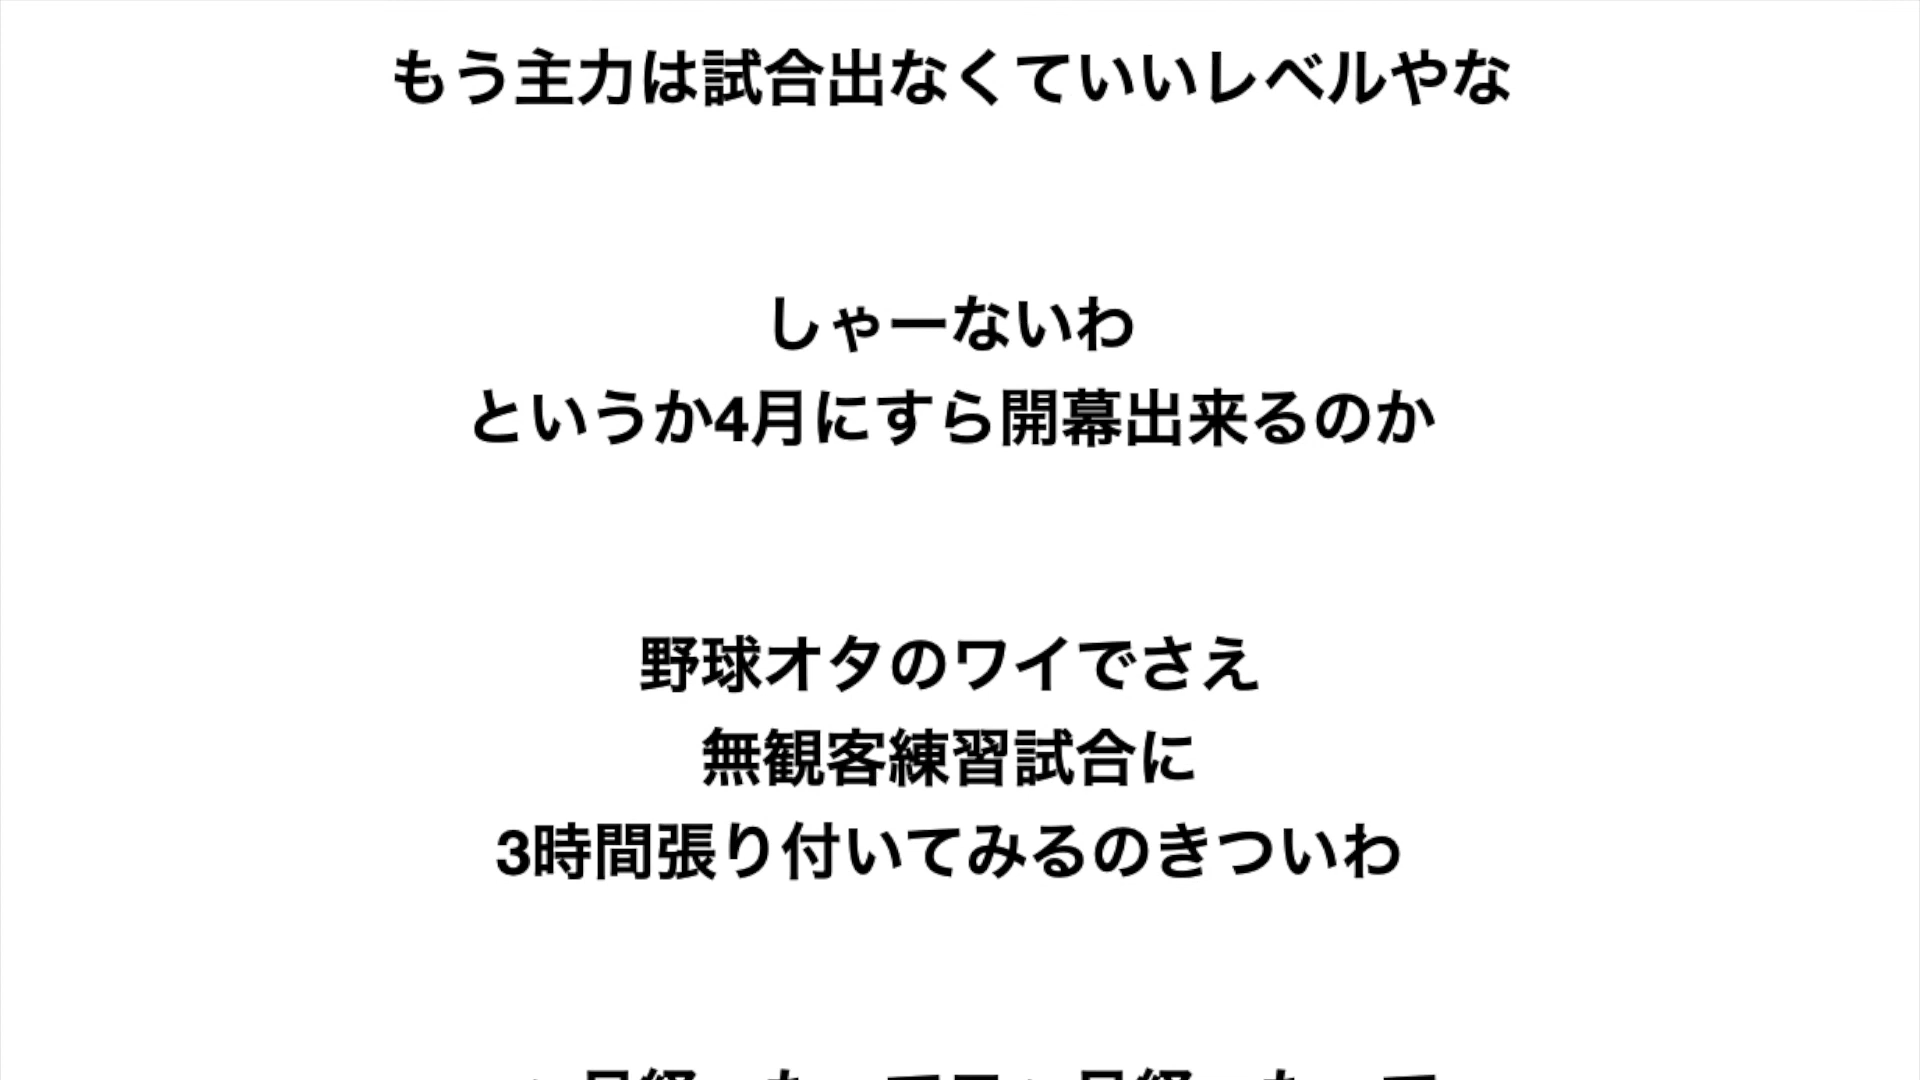 もう主力は試合出なくていいレベルやな
しゃーないわ
というか4月にすら開幕出来るのか
野球オタのワイでさえ
無観客練習試合に
3時間張り付いてみるのきついわ